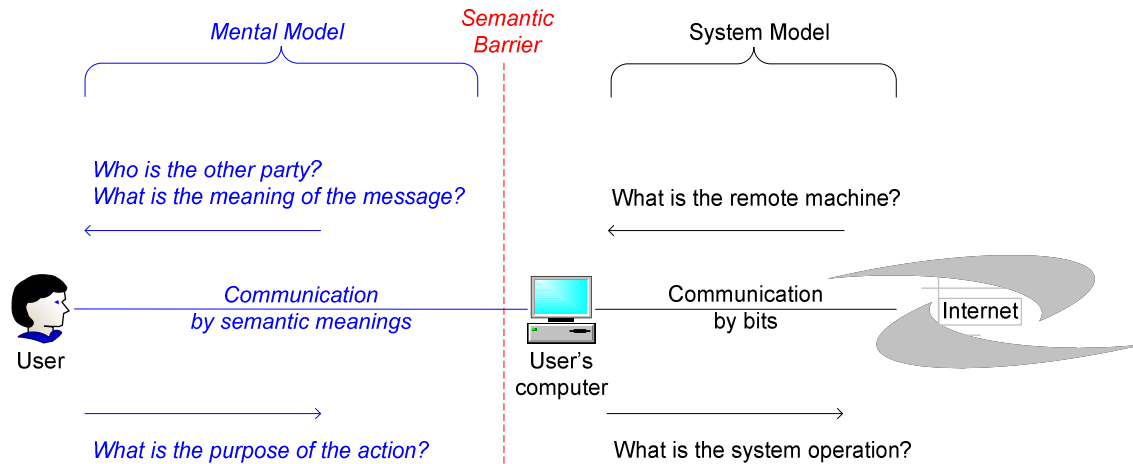 Mental Model
Semantic
Barrier
System Model
Who is the other party?
What is the meaning of the message?
What is the remote machine?
Communication
by semantic meanings
Communication
by bits
Internet
User
User's
computer
What is the purpose of the action?
What is the system operation?